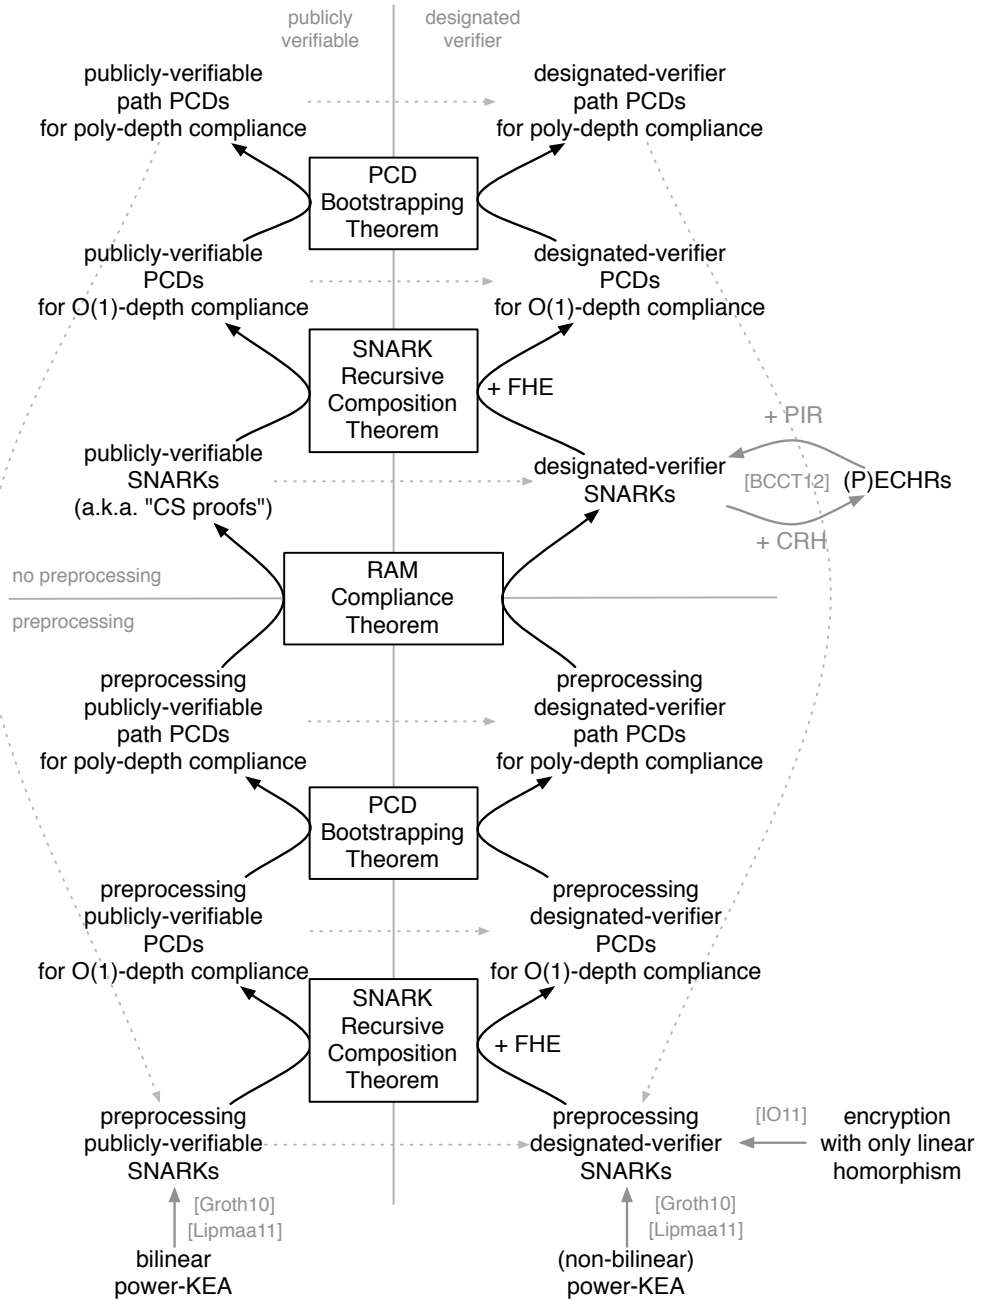 publicly
verifiable
designated
verifier
publicly-verifiable
path PCDs
for poly-depth compliance
designated-verifier
path PCDs
for poly-depth compliance
PCD
Bootstrapping
Theorem
publicly-verifiable
PCDs
for O(1)-depth compliance
designated-verifier
PCDs
for O(1)-depth compliance
SNARK
Recursive
Composition
Theorem
+ FHE
publicly-verifiable
SNARKs
(a.k.a. "CS proofs")
designated-verifier
SNARKs
+ PIR
[BCCT12]
(P)ECHRs
+ CRH
no preprocessing
preprocessing
RAM
Compliance
Theorem
preprocessing
publicly-verifiable
path PCDs
for poly-depth compliance
preprocessing
designated-verifier
path PCDs
for poly-depth compliance
PCD
Bootstrapping
Theorem
preprocessing
publicly-verifiable
PCDs
for O(1)-depth compliance
preprocessing
designated-verifier
PCDs
for O(1)-depth compliance
SNARK
Recursive
Composition
Theorem
+ FHE
preprocessing
publicly-verifiable
SNARKs
preprocessing
designated-verifier
SNARKs
[IO11]
encryption
with only linear
homorphism
[Groth10]
[Lipmaa11]
bilinear
power-KEA
[Groth10]
[Lipmaa11]
(non-bilinear)
power-KEA